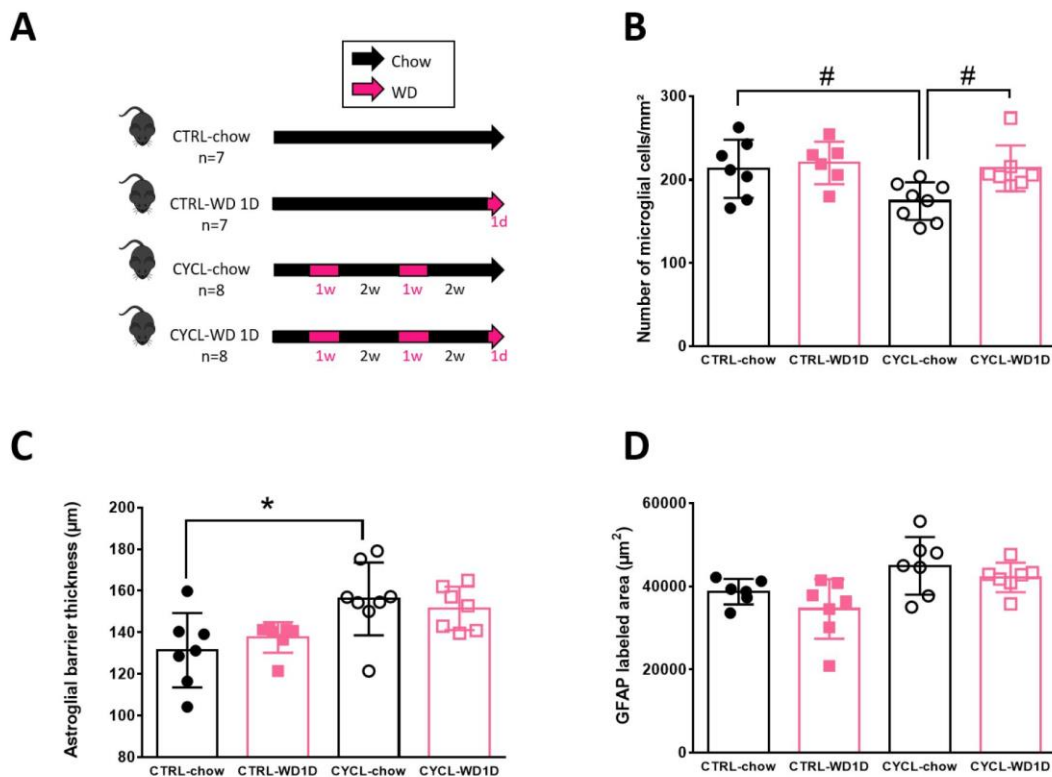 A
Chow
WD
CTRL-chow
n=7
CTRL-WD 1D
n=7
1d
CYCL-chow
n=8
1w 2w 1w 2w
CYCL-WD 1D
n=8
1w 2w 1w 2w 1d
B
# #
Number of microglial cells/mm²
300
200
100
0
CTRL-chow CTRL-WD1D CYCL-chow CYCL-WD1D
C
*
Astroglial barrier thickness (µm)
200
180
160
140
120
100
80
CTRL-chow CTRL-WD1D CYCL-chow CYCL-WD1D
D
GFAP labeled area (µm²)
60000
40000
20000
0
CTRL-chow CTRL-WD1D CYCL-chow CYCL-WD1D